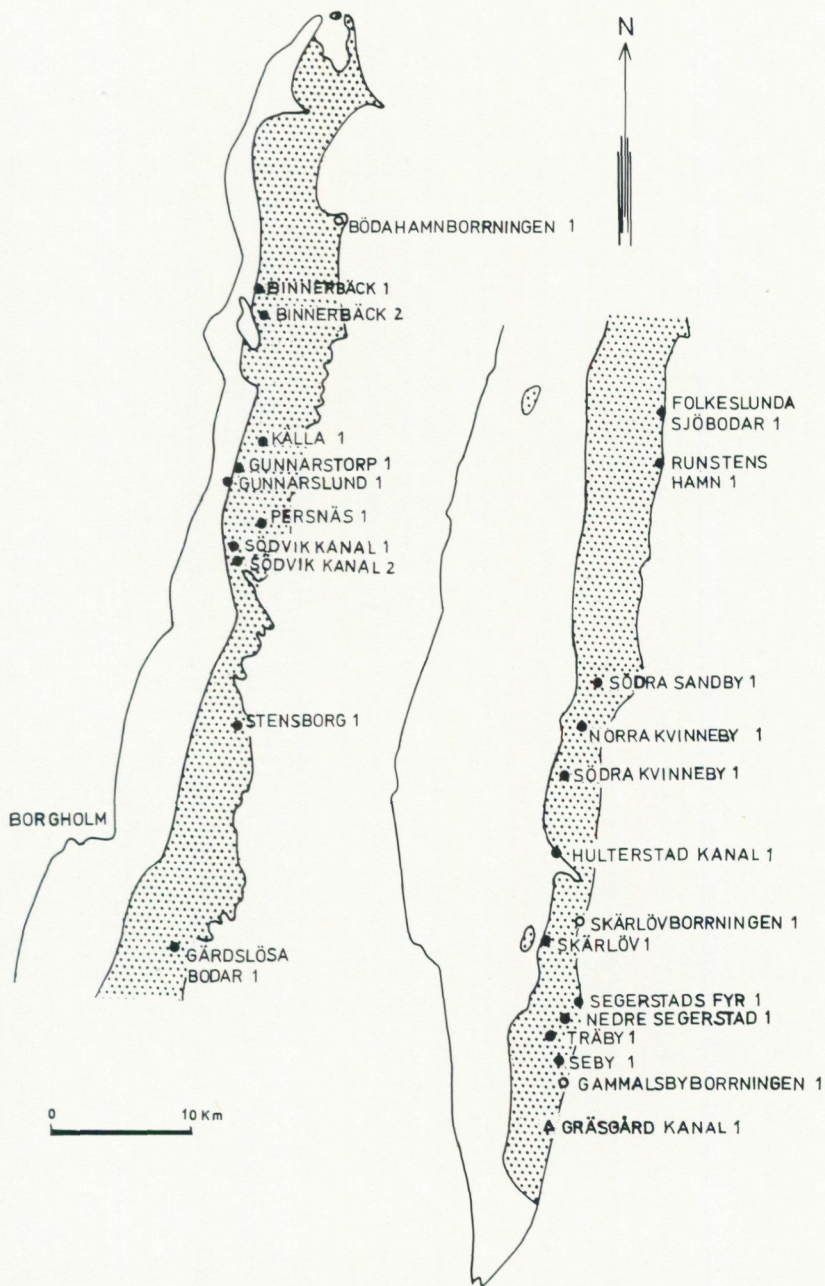 N
BÖDAHAMNBORRNINGEN 1
BINNERBÄCK 1
BINNERBÄCK 2
KÄLLA 1
GUNNARSTORP 1
GUNNARSLUND 1
PERSNÄS 1
SÖDVIK KANAL 1
SÖDVIK KANAL 2
STENSBORG 1
BORGHOLM
GÄRDSLÖSA
BODAR 1
0 10 Km
FOLKESLUNDA
SJÖBODAR 1
RUNSTENS
HAMN 1
SÖDRA SANDBY 1
NORRA KVINNEBY 1
SÖDRA KVINNEBY 1
HULTERSTAD KANAL 1
SKÄRLÖVBORRNINGEN 1
SKÄRLÖV 1
SEGERSTADS FYR 1
NEDRE SEGERSTAD 1
TRÄBY 1
SEBY 1
GAMMALSBYBORRNINGEN 1
GRÄSGÅRD KANAL 1